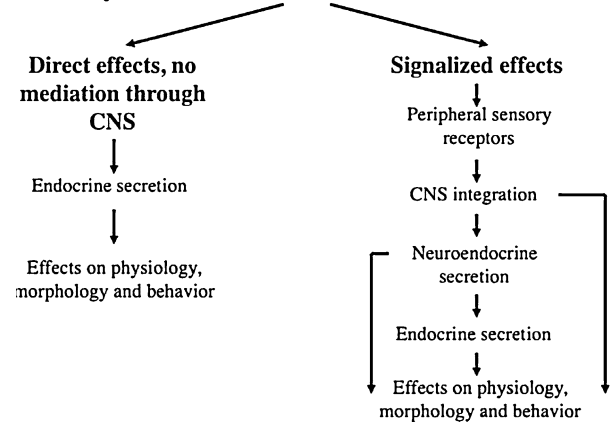 Direct effects, no
mediation through
CNS
Endocrine secretion
Effects on physiology,
morphology and behavior
Signalized effects
Peripheral sensory
receptors
CNS integration
Neuroendocrine
secretion
Endocrine secretion
Effects on physiology,
morphology and behavior